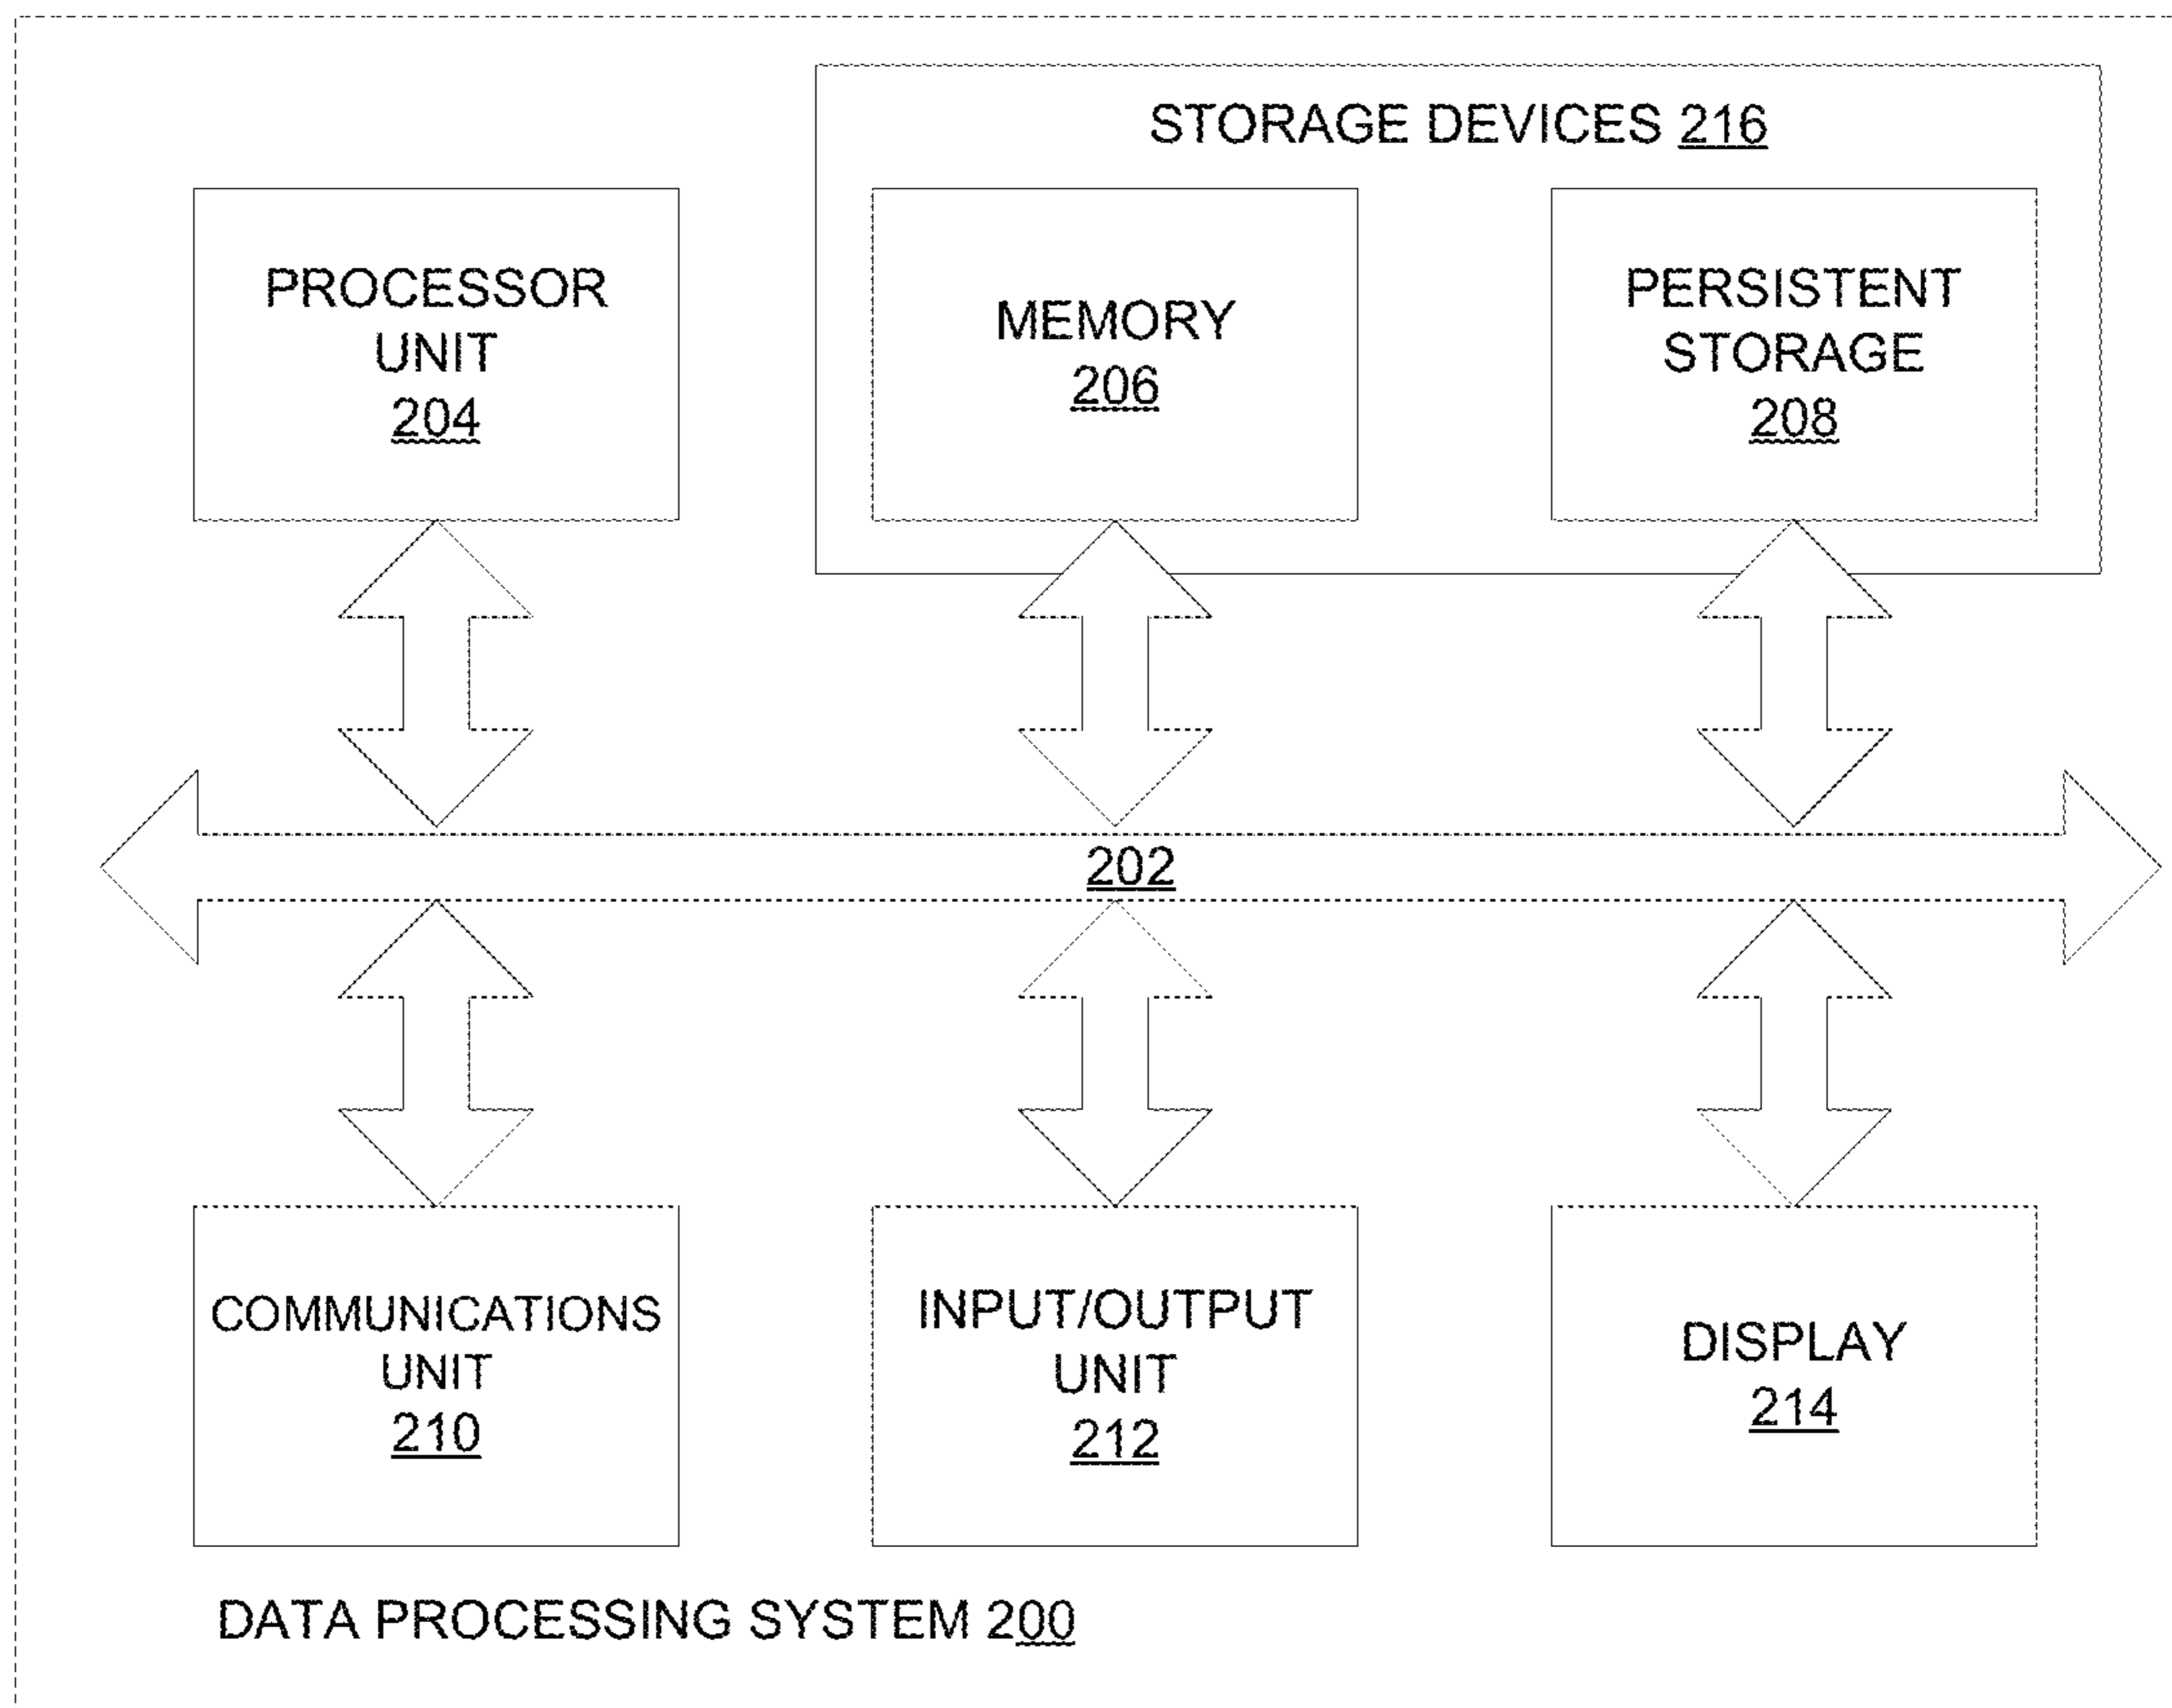 STORAGE DEVICES 216
PROCESSOR
UNIT
204
MEMORY
206
PERSISTENT
STORAGE
208
202
COMMUNICATIONS
UNIT
210
INPUT/OUTPUT
UNIT
212
DISPLAY
214
DATA PROCESSING SYSTEM 200